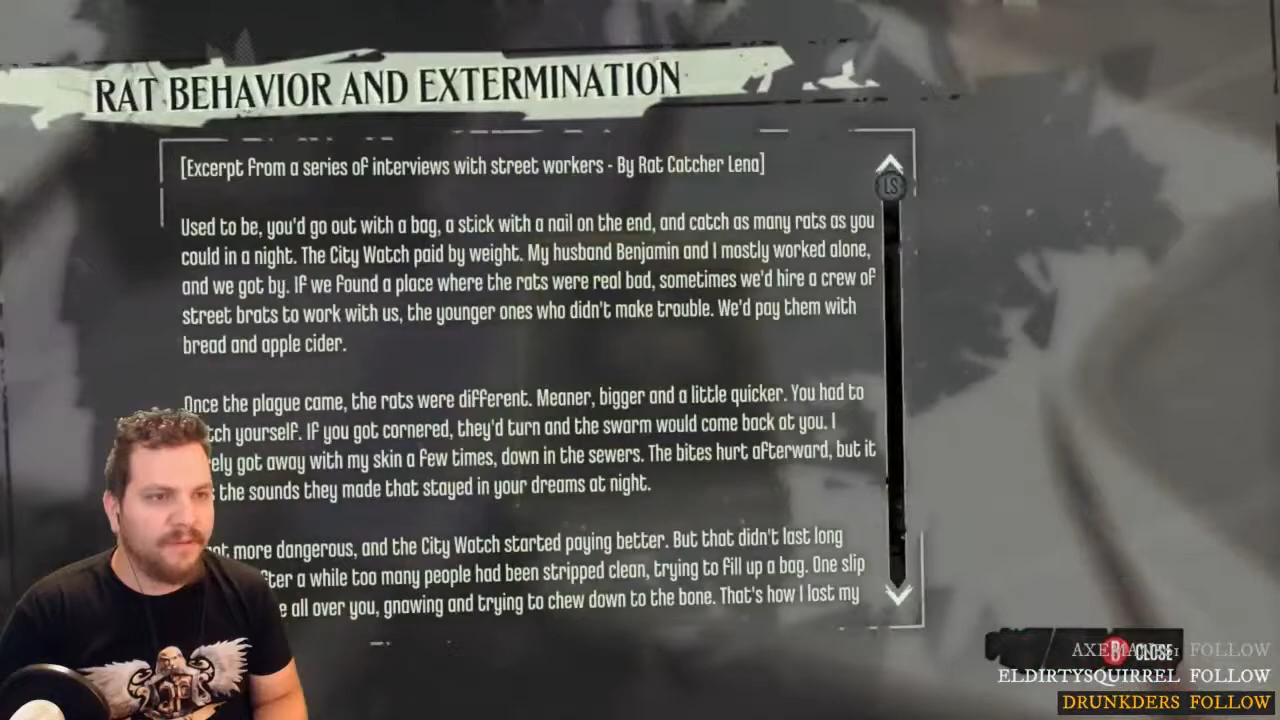 RAT BEHAVIOR AND EXTERMINATION
[Excerpt from a series of interviews with street workers - By Rat Catcher Lena]
LS
Used to be, you'd go out with a bag, a stick with a nail on the end, and catch as many rats as you
could in a night. The City Watch paid by weight. My husband Benjamin and I mostly worked alone,
and we got by. If we found a place where the rats were real bad, sometimes we'd hire a crew of
street brats to work with us, the younger ones who didn't make trouble. We'd pay them with
bread and apple cider.
Once the plague came, the rats were different. Meaner, bigger and a little quicker. You had to
tch yourself. If you got cornered, they'd turn and the swarm would come back at you. I
ely got away with my skin a few times, down in the sewers. The bites hurt afterward, but it
the sounds they made that stayed in your dreams at night.
ot more dangerous, and the City Watch started paying better. But that didn't last long
fter a while too many people had been stripped clean, trying to fill up a bag. One slip
e all over you, gnawing and trying to chew down to the bone. That's how I lost my
B CLOSE
FOLLOW
ELDIRTYSQUIRREL FOLLOW
DRUNKDERS FOLLOW